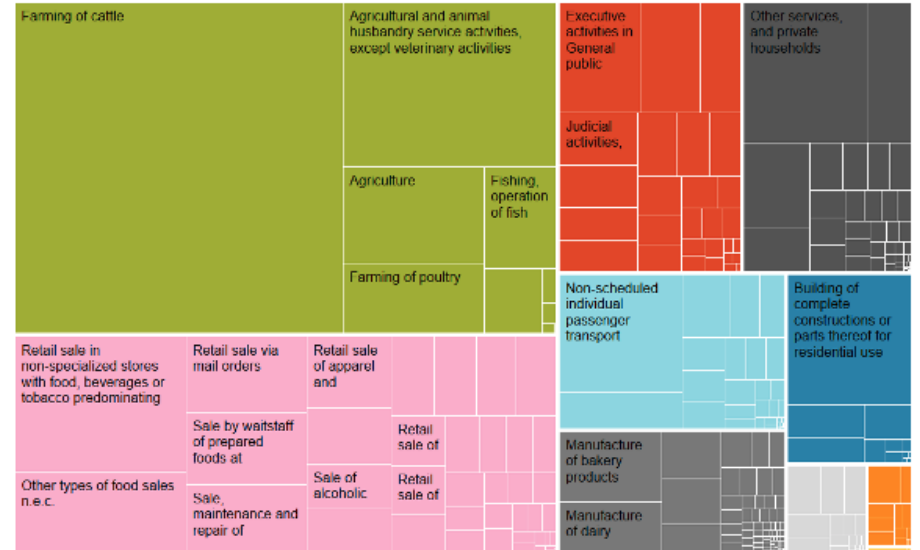 Farming of cattle
Agricultural and animal
husbandry service activities,
except veterinary activities
Agriculture
Fishing,
operation
of fish
Farming of poultry
Executive
activities in
General
public
Judicial
activities,
Other services,
and private
households
Non-scheduled
individual
passenger
transport
Building of
complete
constructions or
parts thereof for
residential use
Retail sale in
non-specialized stores
with food, beverages or
tobacco predominating
Retail sale via
mail orders
Retail sale
of apparel
and
Sale by waitstaff
of prepared
foods at
Retail
sale of
Other types of food sales
n.e.c.
Sale,
maintenance and
repair of
Sale of
alcoholic
Retail
sale of
Manufacture
of bakery
products
Manufacture
of dairy